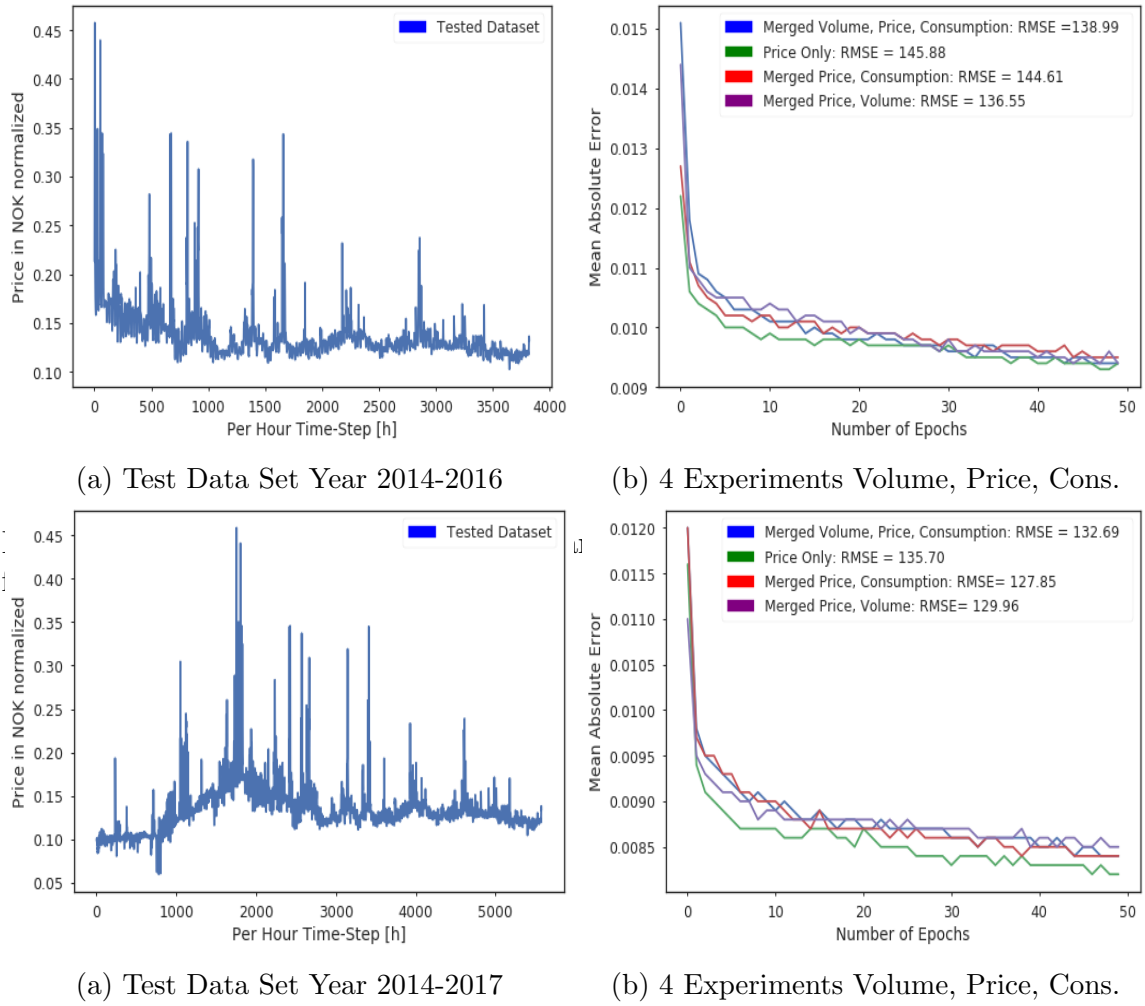 0.45
0.40
0.35
0.30
0.25
0.20
0.15
0.10
Price in NOK normalized
Tested Dataset
0 500 1000 1500 2000 2500 3000 3500 4000
Per Hour Time-Step [h]
0.015
0.014
0.013
0.012
0.011
0.010
0.009
Mean Absolute Error
Merged Volume, Price, Consumption: RMSE =138.99
Price Only: RMSE = 145.88
Merged Price, Consumption: RMSE = 144.61
Merged Price, Volume: RMSE = 136.55
0 10 20 30 40 50
Number of Epochs
(a) Test Data Set Year 2014-2016
(b) 4 Experiments Volume, Price, Cons.
0.45
0.40
0.35
0.30
0.25
0.20
0.15
0.10
0.05
Price in NOK normalized
Tested Dataset
0 1000 2000 3000 4000 5000
Per Hour Time-Step [h]
0.0120
0.0115
0.0110
0.0105
0.0100
0.0095
0.0090
0.0085
Mean Absolute Error
Merged Volume, Price, Consumption: RMSE = 132.69
Price Only: RMSE = 135.70
Merged Price, Consumption: RMSE= 127.85
Merged Price, Volume: RMSE= 129.96
0 10 20 30 40 50
Number of Epochs
(a) Test Data Set Year 2014-2017
(b) 4 Experiments Volume, Price, Cons.